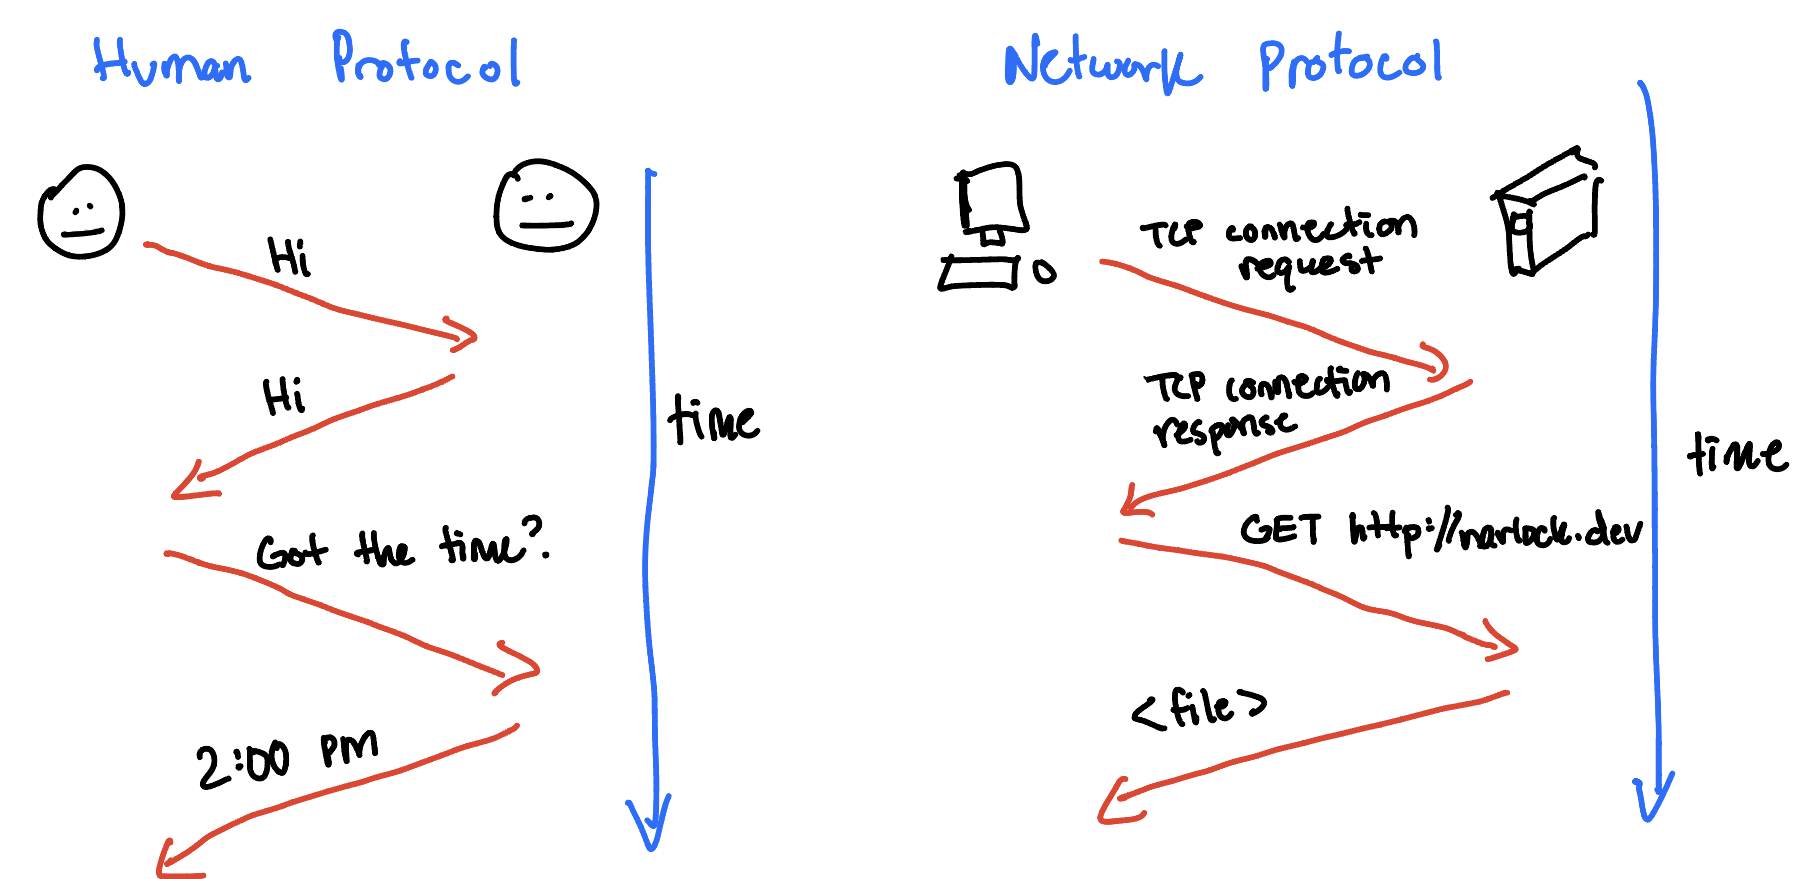 Human Protocol
Hi
Hi
Got the time?
2:00 PM
time
Network Protocol
TCP connection
request
TCP connection
response
GET http://narlock.dev
<file>
time